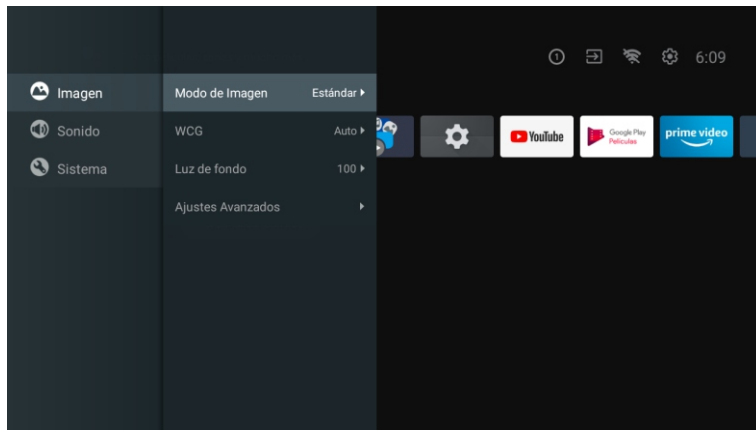 1
6:09
Imagen
Modo de Imagen
Estándar
Sonido
WCG
Auto
Sistema
Luz de fondo
100
Ajustes Avanzados
YouTube
Google Play
Películas
prime video